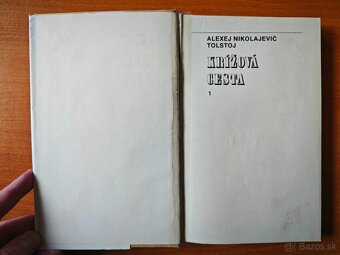 ALEXEJ NIKOLAJEVIČ
TOLSTOJ
KRÍŽOVÁ
CESTA
1
Bazos.sk